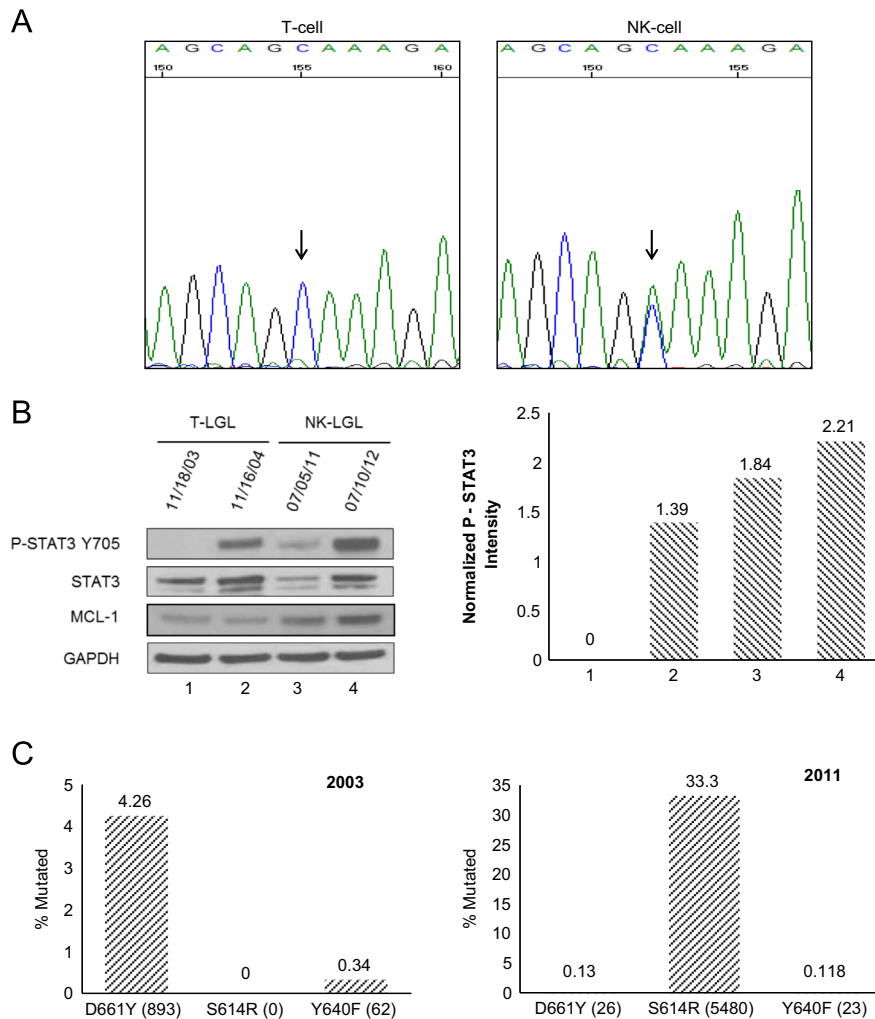 A
T-cell
A G C A G C A A A G A
150 155 160
NK-cell
A G C A G C A A A G A
150 155
B
T-LGL NK-LGL
11/18/03 11/16/04 07/05/11 07/10/12
P-STAT3 Y705
STAT3
MCL-1
GAPDH
1 2 3 4
Normalized P - STAT3
Intensity
2.5
2
1.5
1
0.5
0
0 1.39 1.84 2.21
1 2 3 4
C
2003
% Mutated
5
4
3
2
1
0
4.26 0 0.34
D661Y (893) S614R (0) Y640F (62)
2011
% Mutated
35
30
25
20
15
10
5
0
0.13 33.3 0.118
D661Y (26) S614R (5480) Y640F (23)